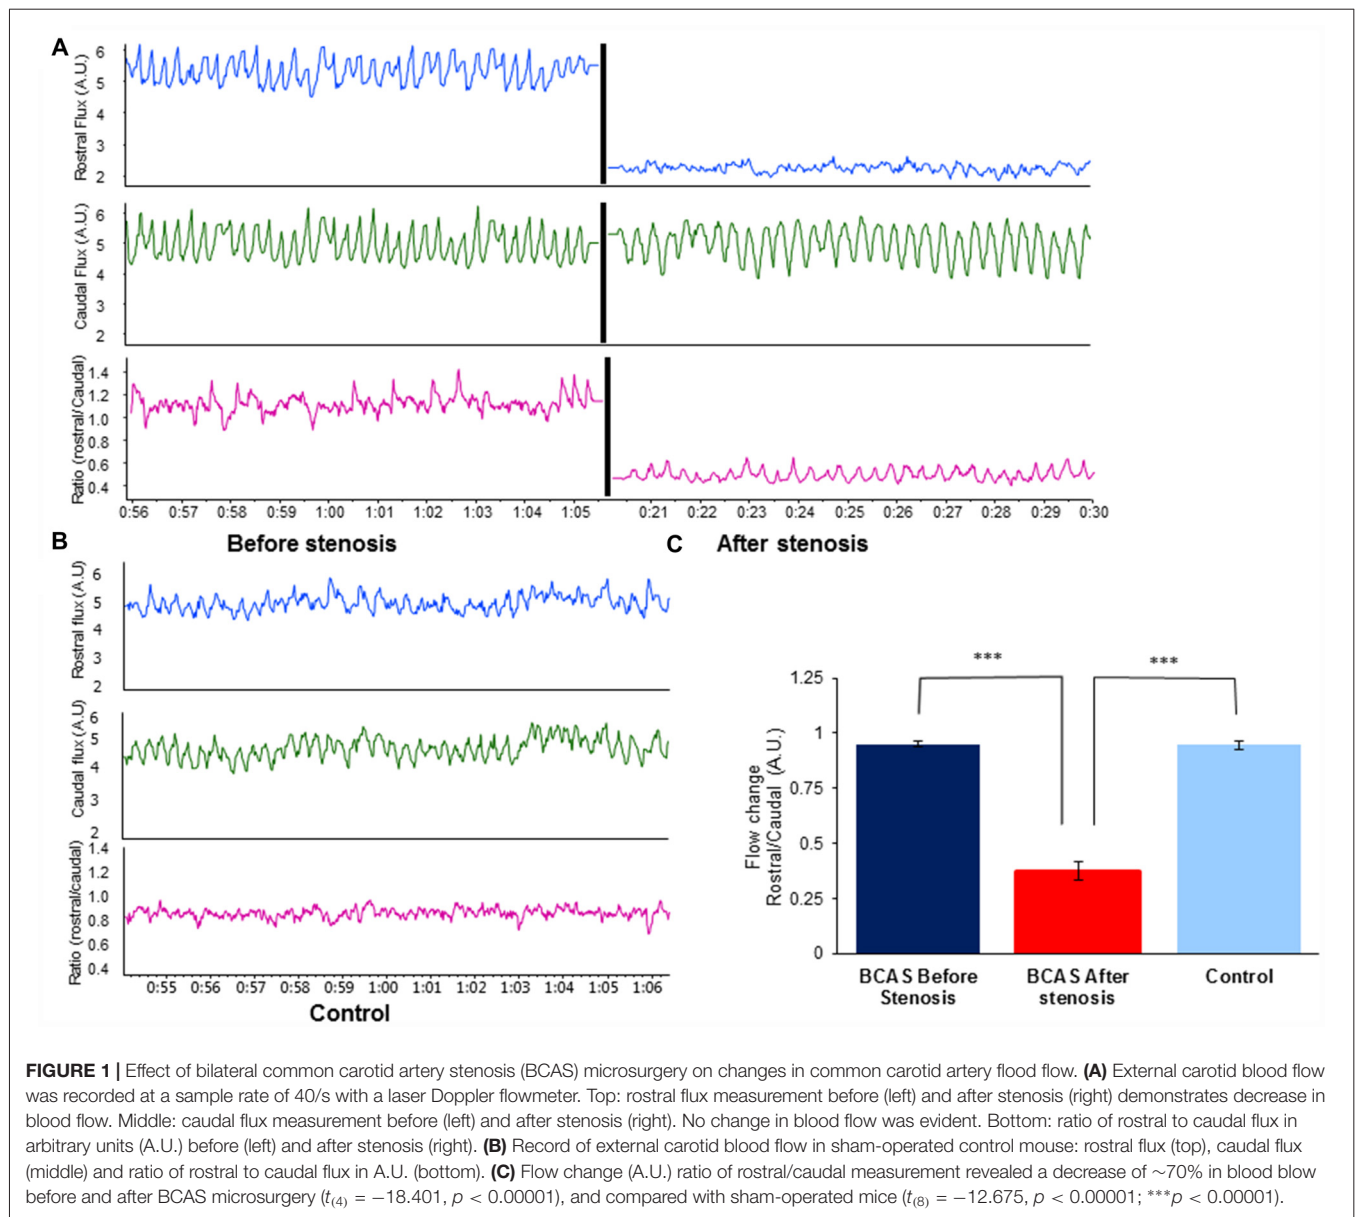 A
Rostral Flux (A.U.)
6
5
4
3
2
Caudal Flux (A.U.)
6
5
4
3
2
Ratio (rostral/Caudal)
1.4
1.2
1.0
0.8
0.6
0.4
0:56 0:57 0:58 0:59 1:00 1:01 1:02 1:03 1:04 1:05 0:21 0:22 0:23 0:24 0:25 0:26 0:27 0:28 0:29 0:30
Before stenosis
After stenosis
B
Rostral flux (A.U)
6
5
4
3
2
Caudal flux (A.U)
6
5
4
3
2
Ratio (rostral/caudal)
1.4
1.2
1.0
0.8
0.6
0.4
0:55 0:56 0:57 0:58 0:59 1:00 1:01 1:02 1:03 1:04 1:05 1:06
Control
C
Flow change
Rostral/Caudal (A.U.)
1.25
1
0.75
0.5
0.25
0
***
***
BCAS Before
Stenosis
BCAS After
stenosis
Control
FIGURE 1 | Effect of bilateral common carotid artery stenosis (BCAS) microsurgery on changes in common carotid artery flood flow. (A) External carotid blood flow
was recorded at a sample rate of 40/s with a laser Doppler flowmeter. Top: rostral flux measurement before (left) and after stenosis (right) demonstrates decrease in
blood flow. Middle: caudal flux measurement before (left) and after stenosis (right). No change in blood flow was evident. Bottom: ratio of rostral to caudal flux in
arbitrary units (A.U.) before (left) and after stenosis (right). (B) Record of external carotid blood flow in sham-operated control mouse: rostral flux (top), caudal flux
(middle) and ratio of rostral to caudal flux in A.U. (bottom). (C) Flow change (A.U.) ratio of rostral/caudal measurement revealed a decrease of ~70% in blood blow
before and after BCAS microsurgery (t(4) = −18.401, p < 0.00001), and compared with sham-operated mice (t(8) = −12.675, p < 0.00001; ***p < 0.00001).